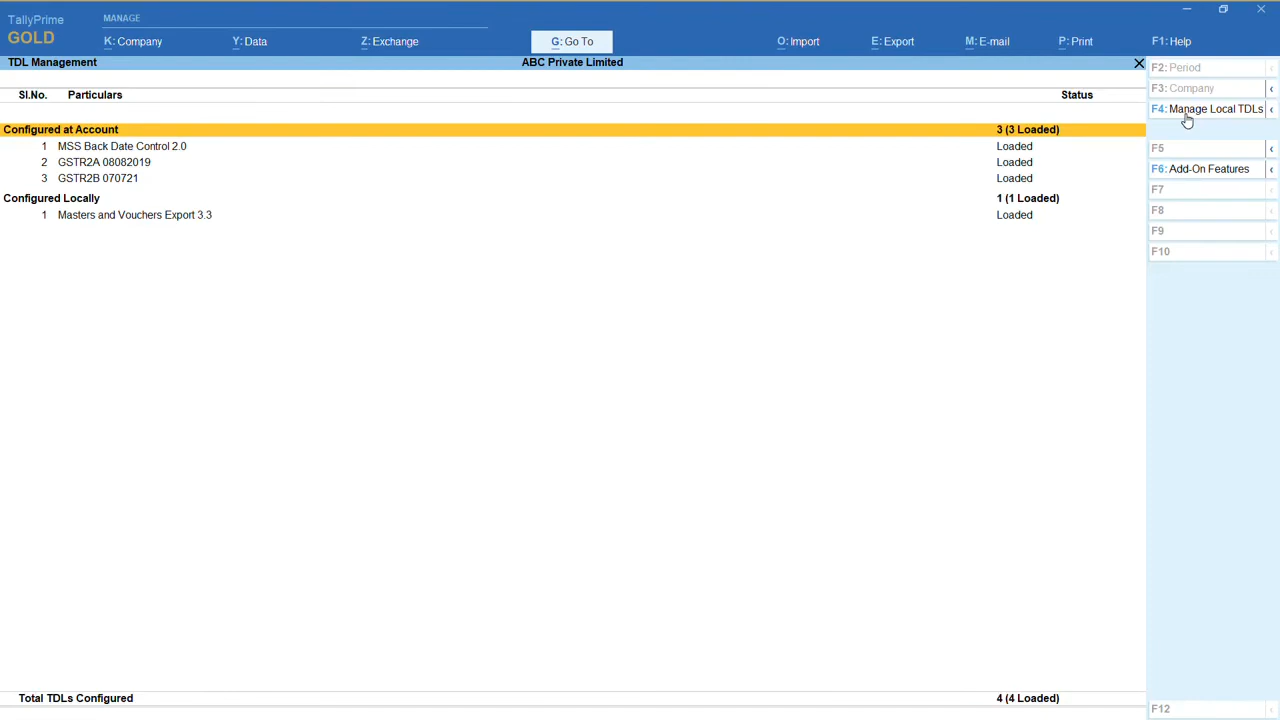 TallyPrime
GOLD
MANAGE
K: Company
Y: Data
Z: Exchange
G: Go To
O: Import
E: Export
M: E-mail
P: Print
F1: Help
TDL Management
ABC Private Limited
Sl.No. Particulars Status
Configured at Account 3 (3 Loaded)
1 MSS Back Date Control 2.0 Loaded
2 GSTR2A 08082019 Loaded
3 GSTR2B 070721 Loaded
Configured Locally 1 (1 Loaded)
1 Masters and Vouchers Export 3.3 Loaded
Total TDLs Configured 4 (4 Loaded)
F2: Period
F3: Company
F4: Manage Local TDLs
F5
F6: Add-On Features
F7
F8
F9
F10
F12